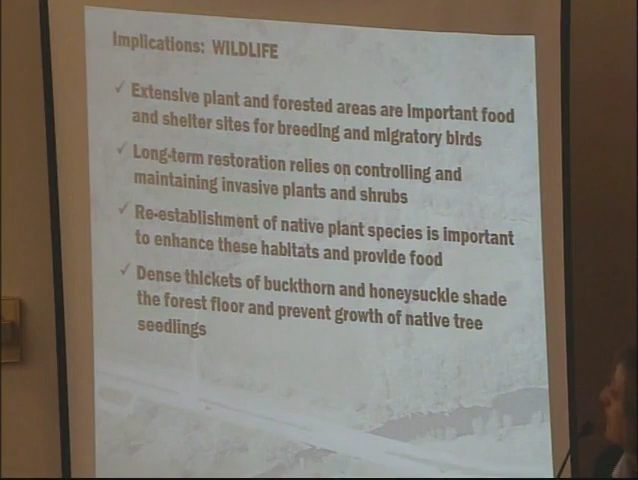 Implications: WILDLIFE
✓ Extensive plant and forested areas are important food
and shelter sites for breeding and migratory birds
✓ Long-term restoration relies on controlling and
maintaining invasive plants and shrubs
✓ Re-establishment of native plant species is important
to enhance these habitats and provide food
✓ Dense thickets of buckthorn and honeysuckle shade
the forest floor and prevent growth of native tree
seedlings